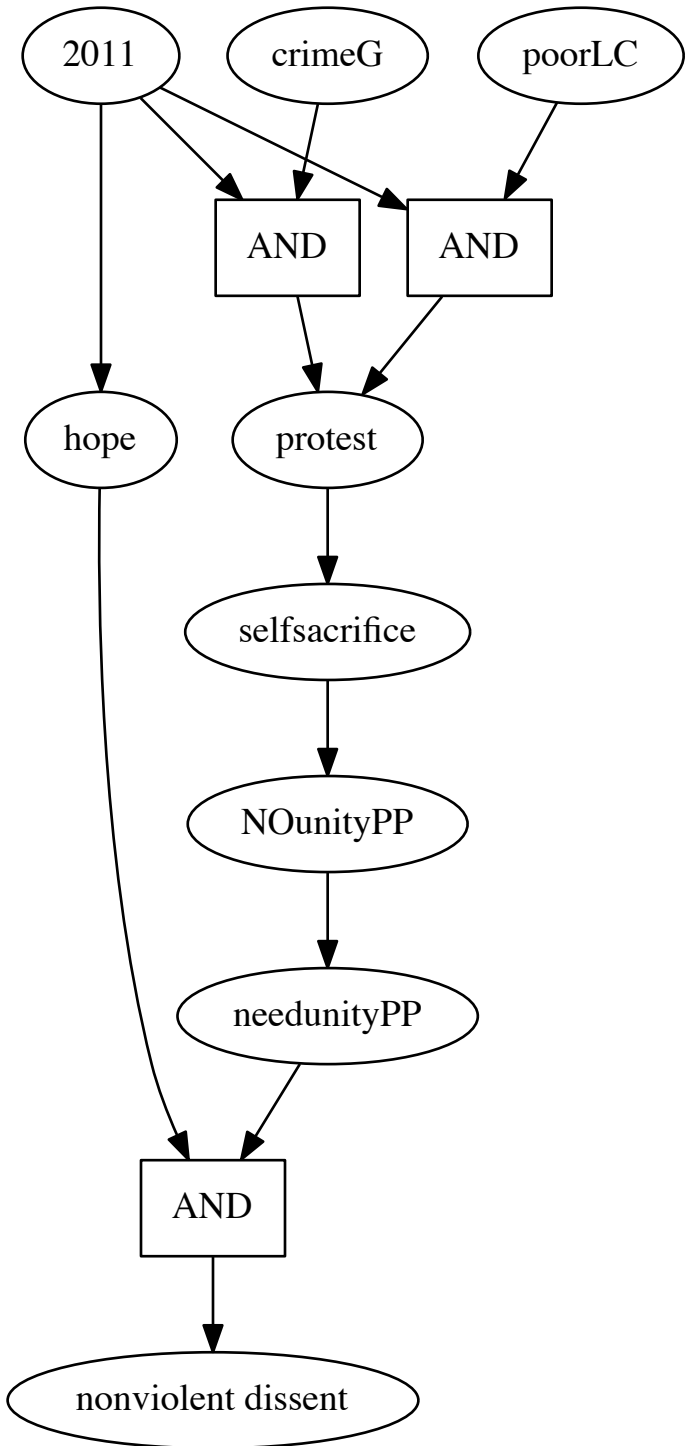 2011
crimeG
poorLC
AND
AND
hope
protest
selfsacrifice
NOunityPP
needunityPP
AND
nonviolent dissent